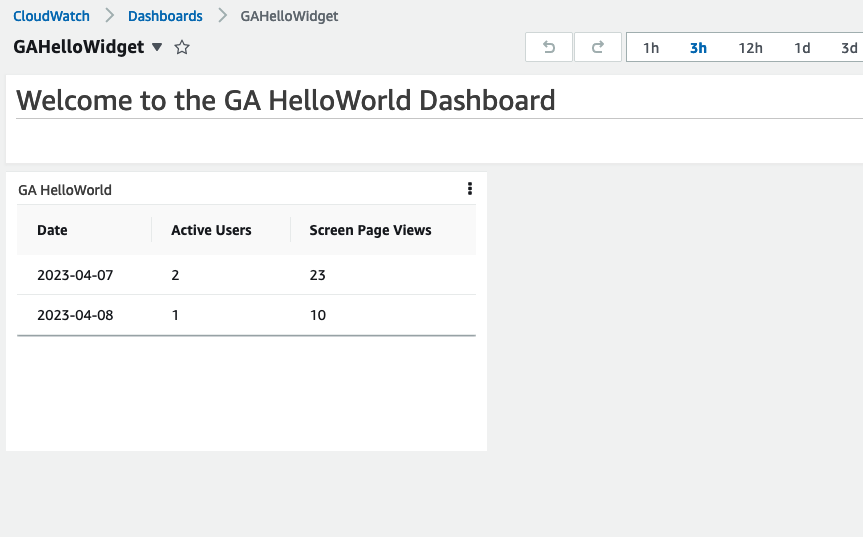 CloudWatch Dashboards GAHelloWidget
GAHelloWidget 1h 3h 12h 1d 3d
Welcome to the GA HelloWorld Dashboard
GA HelloWorld
Date Active Users Screen Page Views
2023-04-07 2 23
2023-04-08 1 10